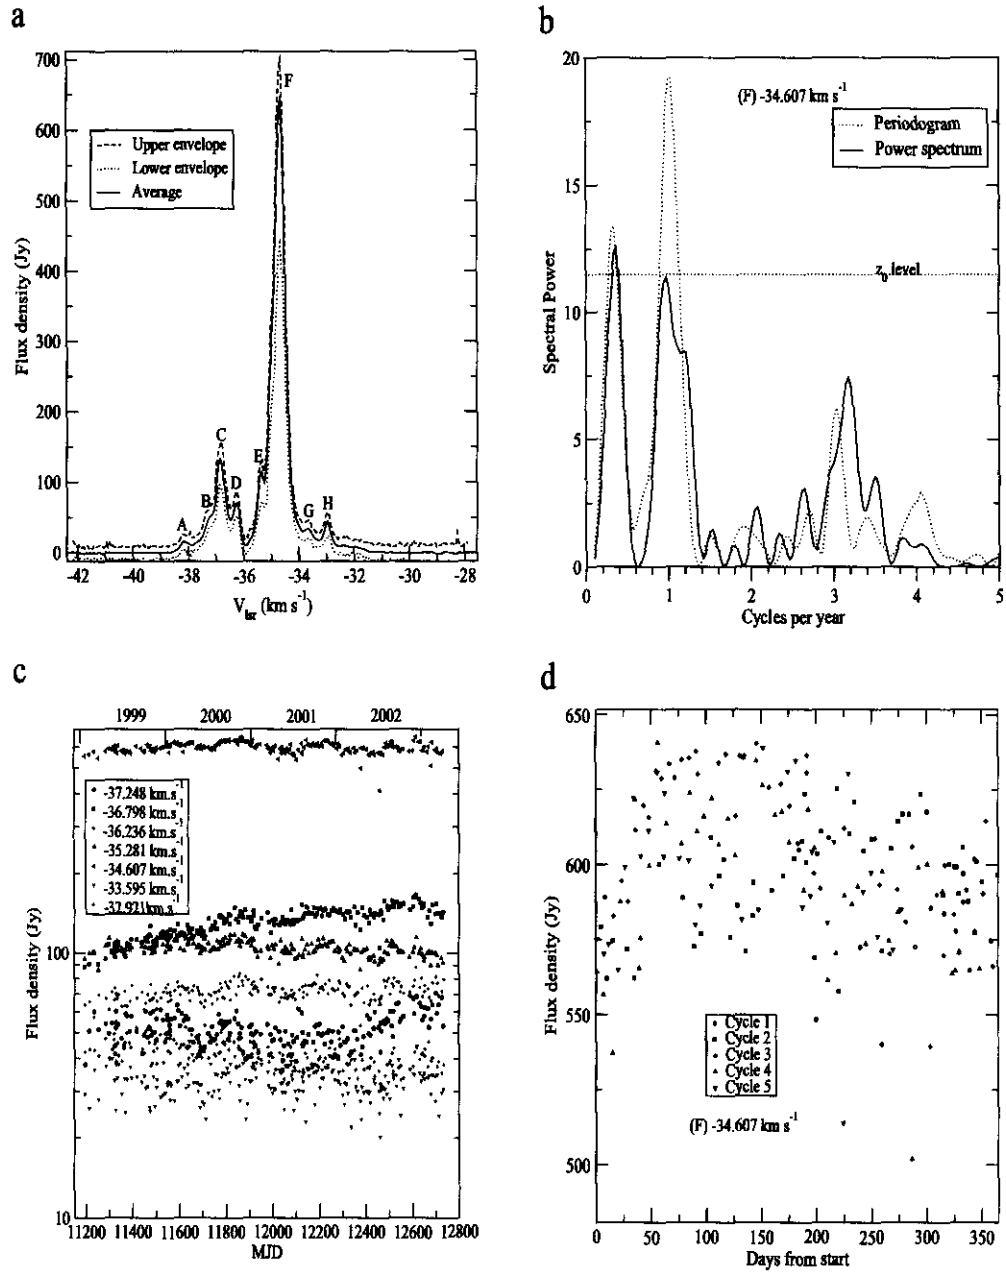 a
Flux density (Jy)
700
600
500
400
300
200
100
0
Upper envelope
Lower envelope
Average
A
B
C
D
E
F
G
H
-42
-40
-38
-36
-34
-32
-30
-28
V_lsr (km s^-1)
b
Spectral Power
20
15
10
5
0
(F) -34.607 km s^-1
Periodogram
Power spectrum
z_0 level
0
1
2
3
4
5
Cycles per year
c
1999
2000
2001
2002
Flux density (Jy)
100
10
-37.248 km.s^-1
-36.798 km.s^-1
-36.236 km.s^-1
-35.281 km.s^-1
-34.607 km.s^-1
-33.595 km.s^-1
-32.921km.s^-1
11200
11400
11600
11800
12000
12200
12400
12600
12800
MJD
d
Flux density (Jy)
650
600
550
500
Cycle 1
Cycle 2
Cycle 3
Cycle 4
Cycle 5
(F) -34.607 km s^-1
0
50
100
150
200
250
300
350
Days from start